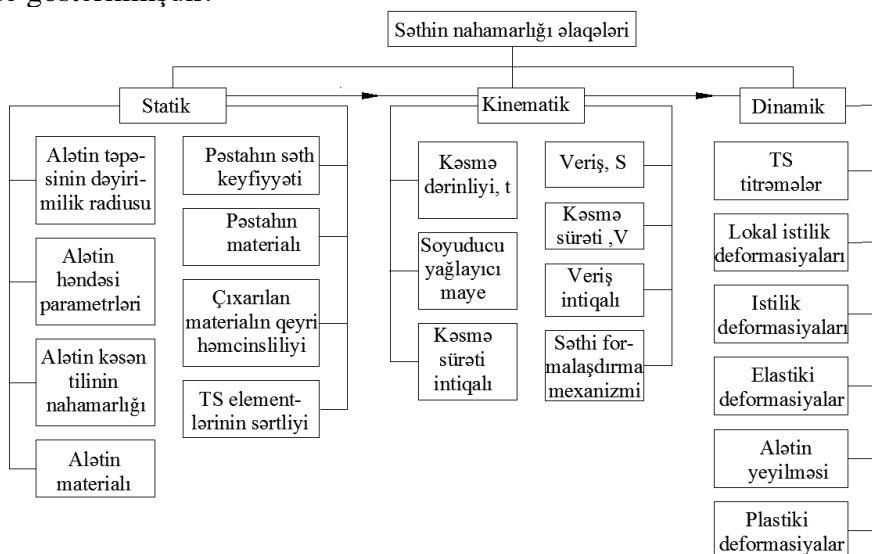 göstərilmişdir.
Səthin nahamarlığı əlaqələri
Statik
Kinematik
Dinamik
Alətin təpə-
sinin dəyiri-
milik radiusu
Alətin
həndəsi
parametrləri
Alətin kəsən
tilinin
nahamarlığı
Alətin
materialı
Pəstahın səth
keyfiyyəti
Pəstahın
materialı
Çıxarılan
materialın qeyri
həmcinsliliyi
TS element-
lərinin sərtliyi
Kəsmə
dərinliyi, t
Soyuducu
yağlayıcı
maye
Kəsmə
sürəti
intiqalı
Veriş, S
Kəsmə
sürəti ,V
Veriş
intiqalı
Səthi for-
malaşdırma
mexanizmi
TS
titrəmələr
Lokal istilik
deformasiyaları
İstilik
deformasiyaları
Elastiki
deformasiyalar
Alətin
yeyilməsi
Plastiki
deformasiyalar